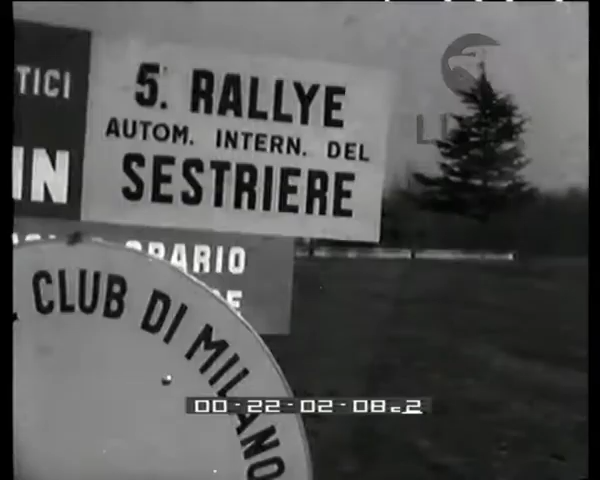 TICI
5. RALLYE
AUTOM. INTERN. DEL
SESTRIERE
IN
ORARIO
CLUB DI MILANO
00-22-02-08